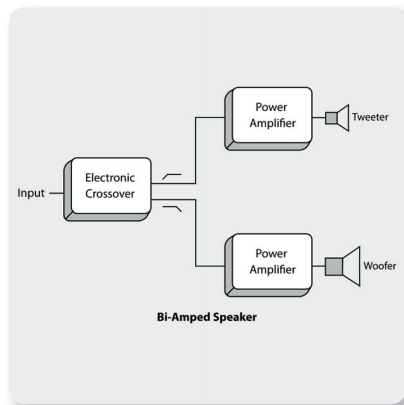 Power
Amplifier
Tweeter
Electronic
Crossover
Input
Power
Amplifier
Woofer
Bi-Amped Speaker